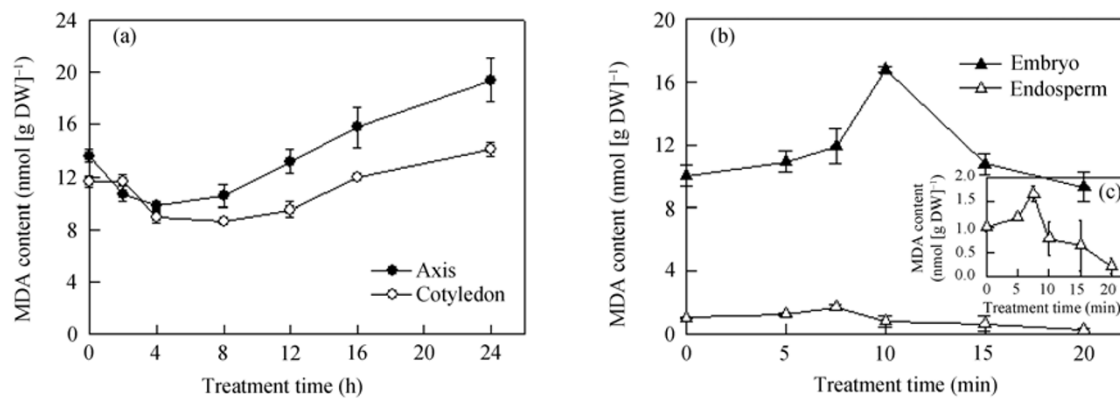 (a)
24
20
16
12
8
4
0
MDA content (nmol [g DW]⁻¹)
Axis
Cotyledon
0 4 8 12 16 20 24
Treatment time (h)
(b)
20
16
12
8
4
0
MDA content (nmol [g DW]⁻¹)
Embryo
Endosperm
0 5 10 15 20
Treatment time (min)
(c)
2.0
1.5
1.0
0.5
0.0
MDA content
(nmol [g DW]⁻¹)
0 5 10 15 20
Treatment time (min)